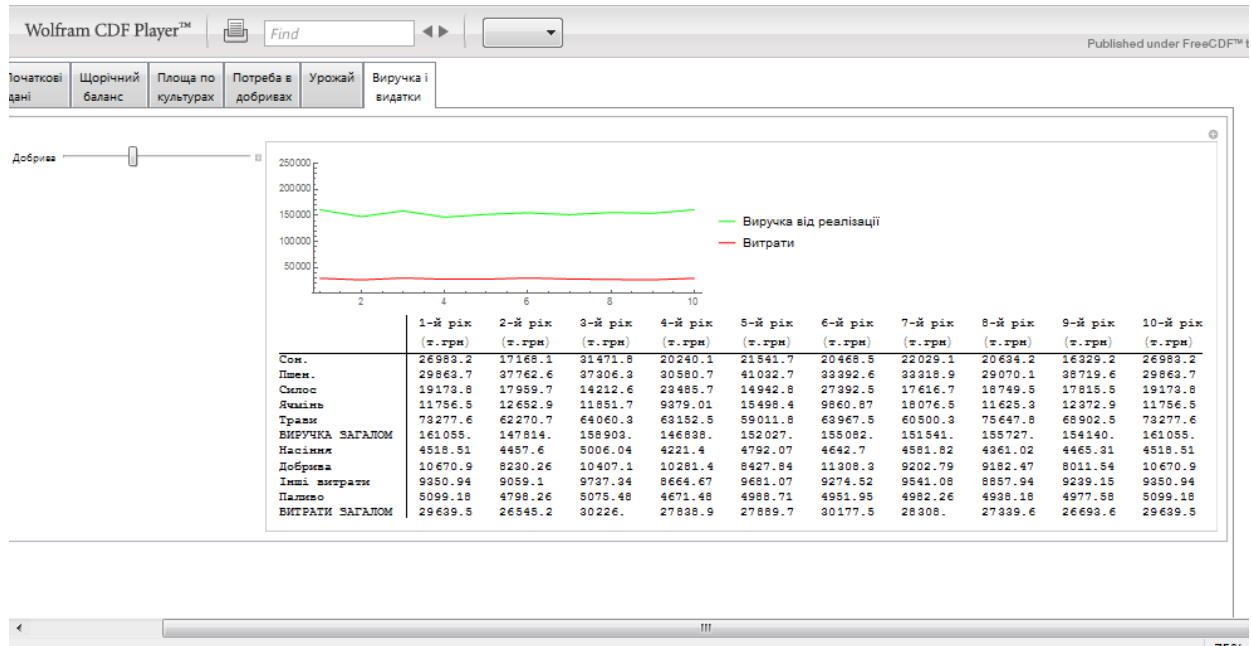 Wolfram CDF Player™
Find
Published under FreeCDF™ t
Початкові дані
Щорічний баланс
Площа по культурах
Потреба в добривах
Урожай
Виручка і видатки
Добрива
250000
200000
150000
100000
50000
2 4 6 8 10
Виручка від реалізації
Витрати
1-й рік 2-й рік 3-й рік 4-й рік 5-й рік 6-й рік 7-й рік 8-й рік 9-й рік 10-й рік
(т.грн) (т.грн) (т.грн) (т.грн) (т.грн) (т.грн) (т.грн) (т.грн) (т.грн) (т.грн)
Сон. 26983.2 17168.1 31471.8 20240.1 21541.7 20468.5 22029.1 20634.2 16329.2 26983.2
Пшен. 29863.7 37762.6 37306.3 30580.7 41032.7 33392.6 33318.9 29070.1 38719.6 29863.7
Силос 19173.8 17959.7 14212.6 23485.7 14942.8 27392.5 17616.7 18749.5 17815.5 19173.8
Ячмінь 11756.5 12652.9 11851.7 9379.01 15498.4 9860.87 18076.5 11625.3 12372.9 11756.5
Трави 73277.6 62270.7 64060.3 63152.5 59011.8 63967.5 60500.3 75647.8 68902.5 73277.6
ВИРУЧКА ЗАГАЛОМ 161055. 147814. 158903. 146838. 152027. 155082. 151541. 155727. 154140. 161055.
Насіння 4518.51 4457.6 5006.04 4221.4 4792.07 4642.7 4581.82 4361.02 4465.31 4518.51
Добрива 10670.9 8230.26 10407.1 10281.4 8427.84 11308.3 9202.79 9182.47 8011.54 10670.9
Інші витрати 9350.94 9059.1 9737.34 8664.67 9681.07 9274.52 9541.08 8857.94 9239.15 9350.94
Паливо 5099.18 4798.26 5075.48 4671.48 4988.71 4951.95 4982.26 4938.18 4977.58 5099.18
ВИТРАТИ ЗАГАЛОМ 29639.5 26545.2 30226. 27838.9 27889.7 30177.5 28308. 27339.6 26693.6 29639.5